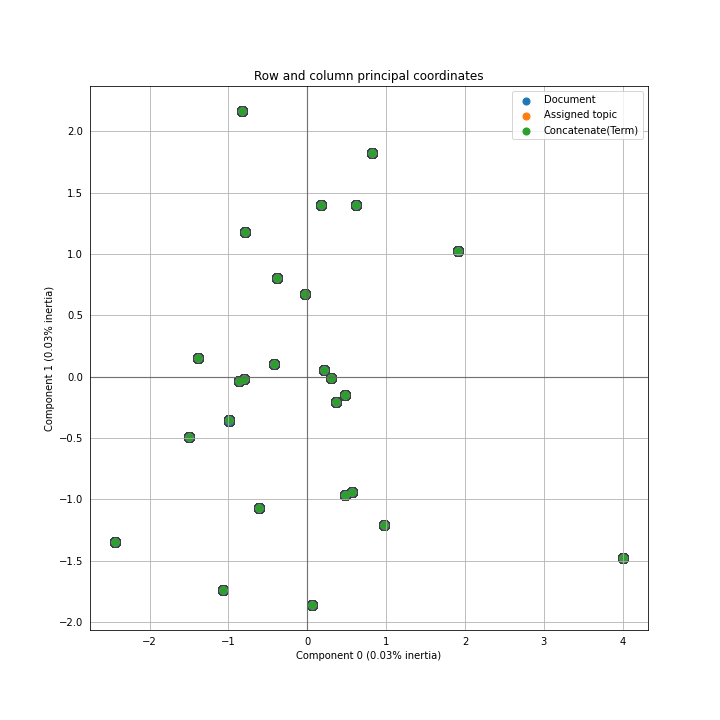 Row and column principal coordinates
Document
Assigned topic
Concatenate(Term)
2.0
1.5
1.0
0.5
0.0
−0.5
−1.0
−1.5
−2.0
Component 1 (0.03% inertia)
−2
−1
0
1
2
3
4
Component 0 (0.03% inertia)